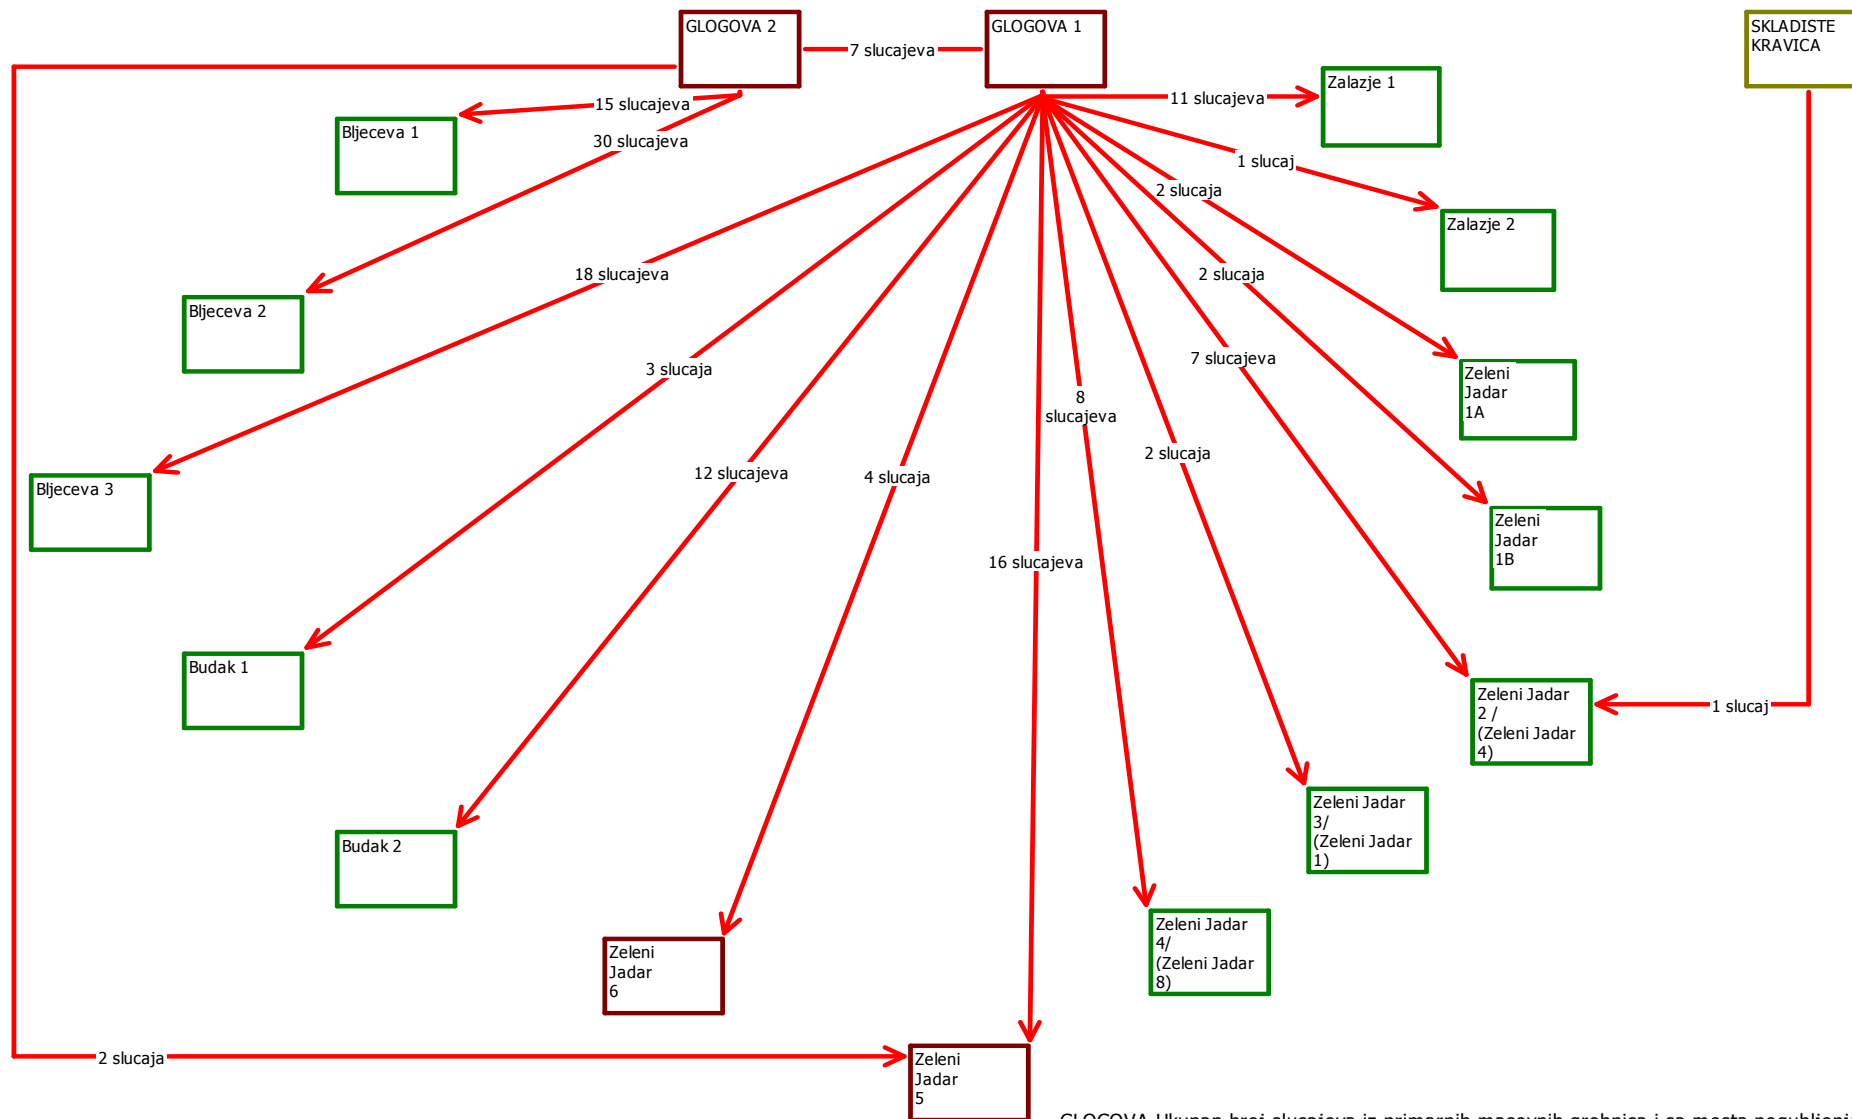 GLOGOVA 2
GLOGOVA 1
SKLADISTE
KRAVICA
7 slucajeva
Zalazje 1
11 slucajeva
15 slucajeva
Bljeceva 1
30 slucajeva
1 slucaj
2 slucaja
Zalazje 2
18 slucajeva
2 slucaja
Bljeceva 2
7 slucajeva
3 slucaja
Zeleni
Jadar
1A
8
slucajeva
2 slucaja
12 slucajeva
4 slucaja
Bljeceva 3
Zeleni
Jadar
1B
16 slucajeva
Budak 1
Zeleni Jadar
2 /
(Zeleni Jadar
4)
1 slucaj
Zeleni Jadar
3/
(Zeleni Jadar
1)
Budak 2
Zeleni Jadar
4/
(Zeleni Jadar
8)
Zeleni
Jadar
6
2 slucaja
Zeleni
Jadar
5